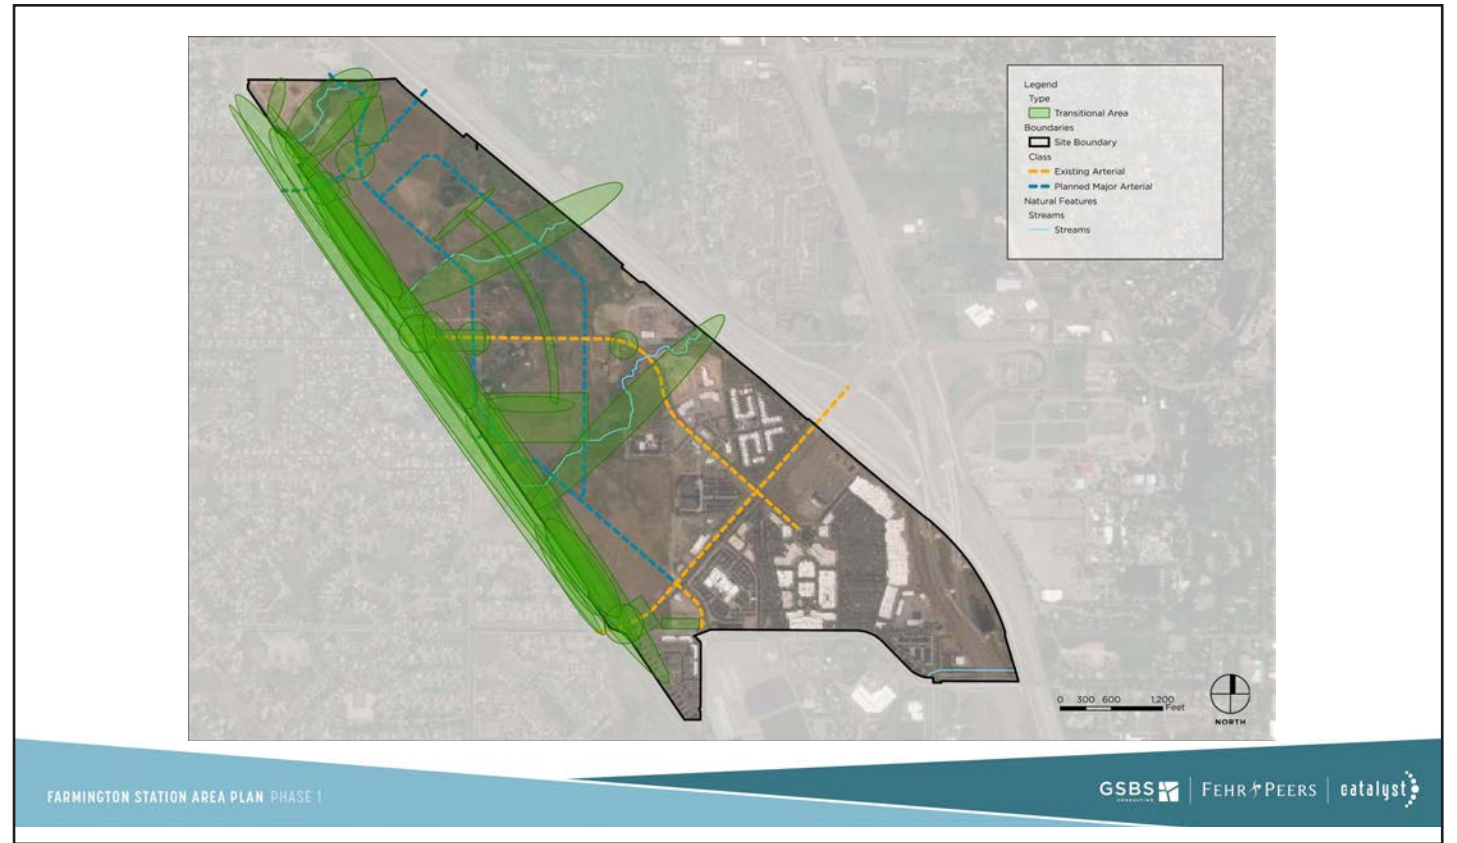 Legend
Type
Transitional Area
Boundaries
Site Boundary
Class
Existing Arterial
Planned Major Arterial
Natural Features
Streams
Streams
0 300 600 1,200
Feet
NORTH
FARMINGTON STATION AREA PLAN PHASE 1
GSBS
CONSULTING
FEHR PEERS
catalyst